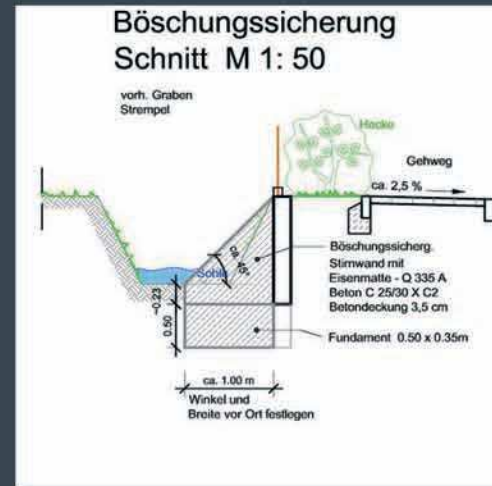 Böschungssicherung
Schnitt M 1: 50
vorh. Graben
Strempel
Hecke
Gehweg
ca. 2,5 %
Sohle
ca. 45°
Böschungssicherg.
Stirnwand mit
Eisenmatte - Q 335 A
Beton C 25/30 X C2
Betondeckung 3,5 cm
~0.23
0.50
Fundament 0.50 x 0.35m
ca. 1.00 m
Winkel und
Breite vor Ort festlegen